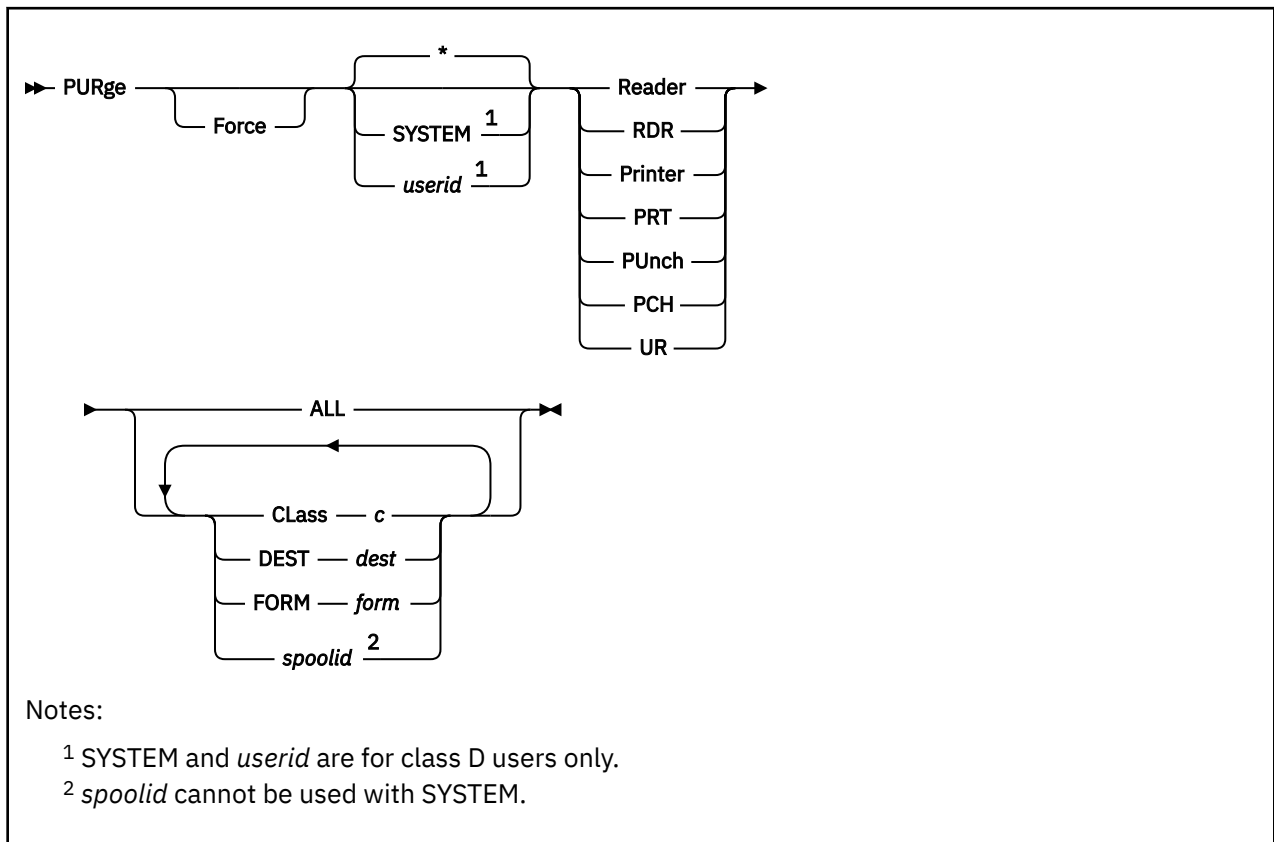 *
PURge
Force
SYSTEM 1
userid 1
Reader
RDR
Printer
PRT
PUnch
PCH
UR
ALL
CLass c
DEST dest
FORM form
spoolid 2
Notes:
1 SYSTEM and userid are for class D users only.
2 spoolid cannot be used with SYSTEM.